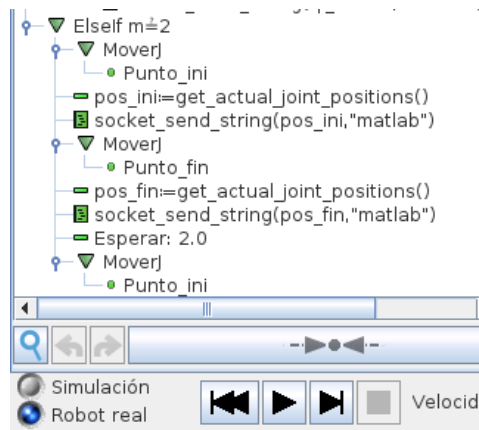 ElseIf m≟2
MoverJ
Punto_ini
pos_ini:=get_actual_joint_positions()
socket_send_string(pos_ini,"matlab")
MoverJ
Punto_fin
pos_fin:=get_actual_joint_positions()
socket_send_string(pos_fin,"matlab")
Esperar: 2.0
MoverJ
Punto_ini
Simulación
Robot real
Velocid